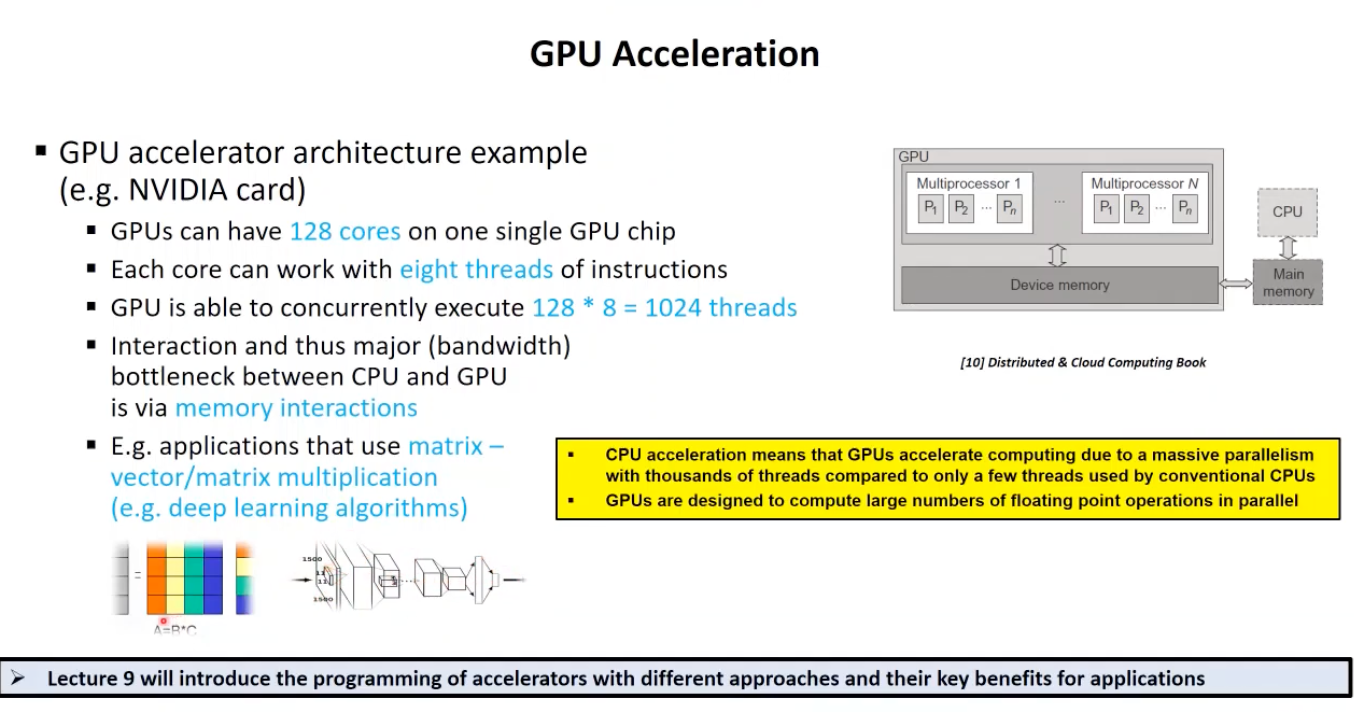 GPU Acceleration
▪ GPU accelerator architecture example
(e.g. NVIDIA card)
▪ GPUs can have 128 cores on one single GPU chip
▪ Each core can work with eight threads of instructions
▪ GPU is able to concurrently execute 128 * 8 = 1024 threads
▪ Interaction and thus major (bandwidth)
bottleneck between CPU and GPU
is via memory interactions
▪ E.g. applications that use matrix –
vector/matrix multiplication
(e.g. deep learning algorithms)
=
A=B*C
1500
11
11
1500
GPU
Multiprocessor 1
P1 P2 ... Pn
...
Multiprocessor N
P1 P2 ... Pn
Device memory
CPU
Main
memory
[10] Distributed & Cloud Computing Book
▪ CPU acceleration means that GPUs accelerate computing due to a massive parallelism
with thousands of threads compared to only a few threads used by conventional CPUs
▪ GPUs are designed to compute large numbers of floating point operations in parallel
➢ Lecture 9 will introduce the programming of accelerators with different approaches and their key benefits for applications